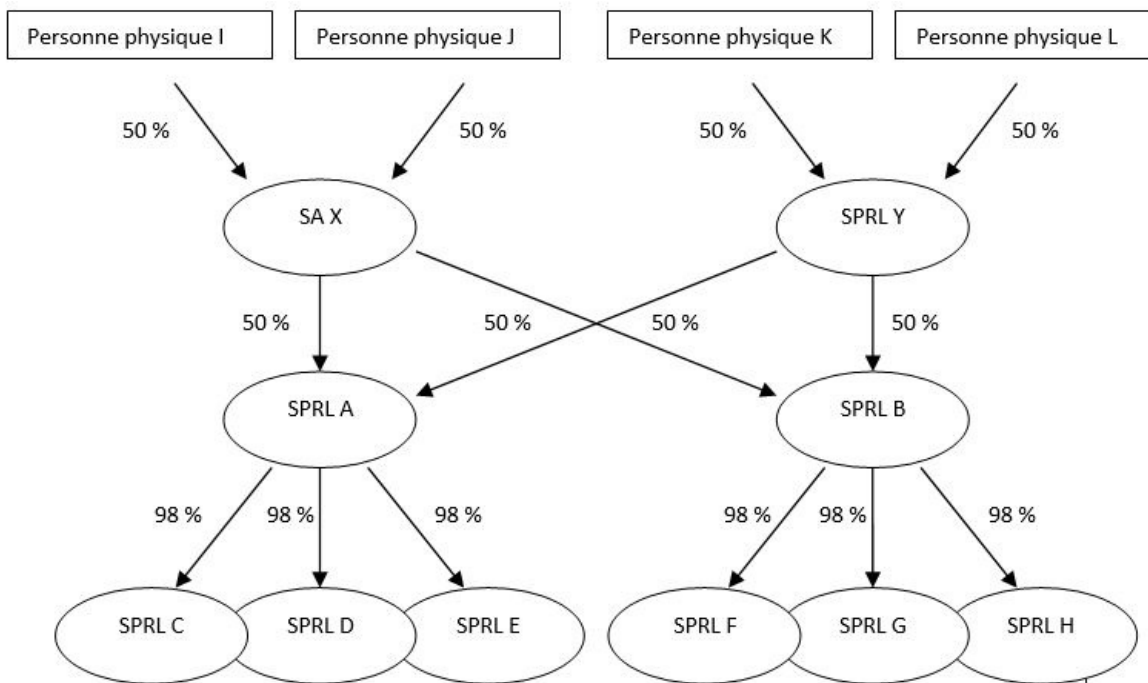 Personne physique I
Personne physique J
Personne physique K
Personne physique L
50 %
50 %
50 %
50 %
SA X
SPRL Y
50 %
50 %
50 %
50 %
SPRL A
SPRL B
98 %
98 %
98 %
98 %
98 %
98 %
SPRL C
SPRL D
SPRL E
SPRL F
SPRL G
SPRL H